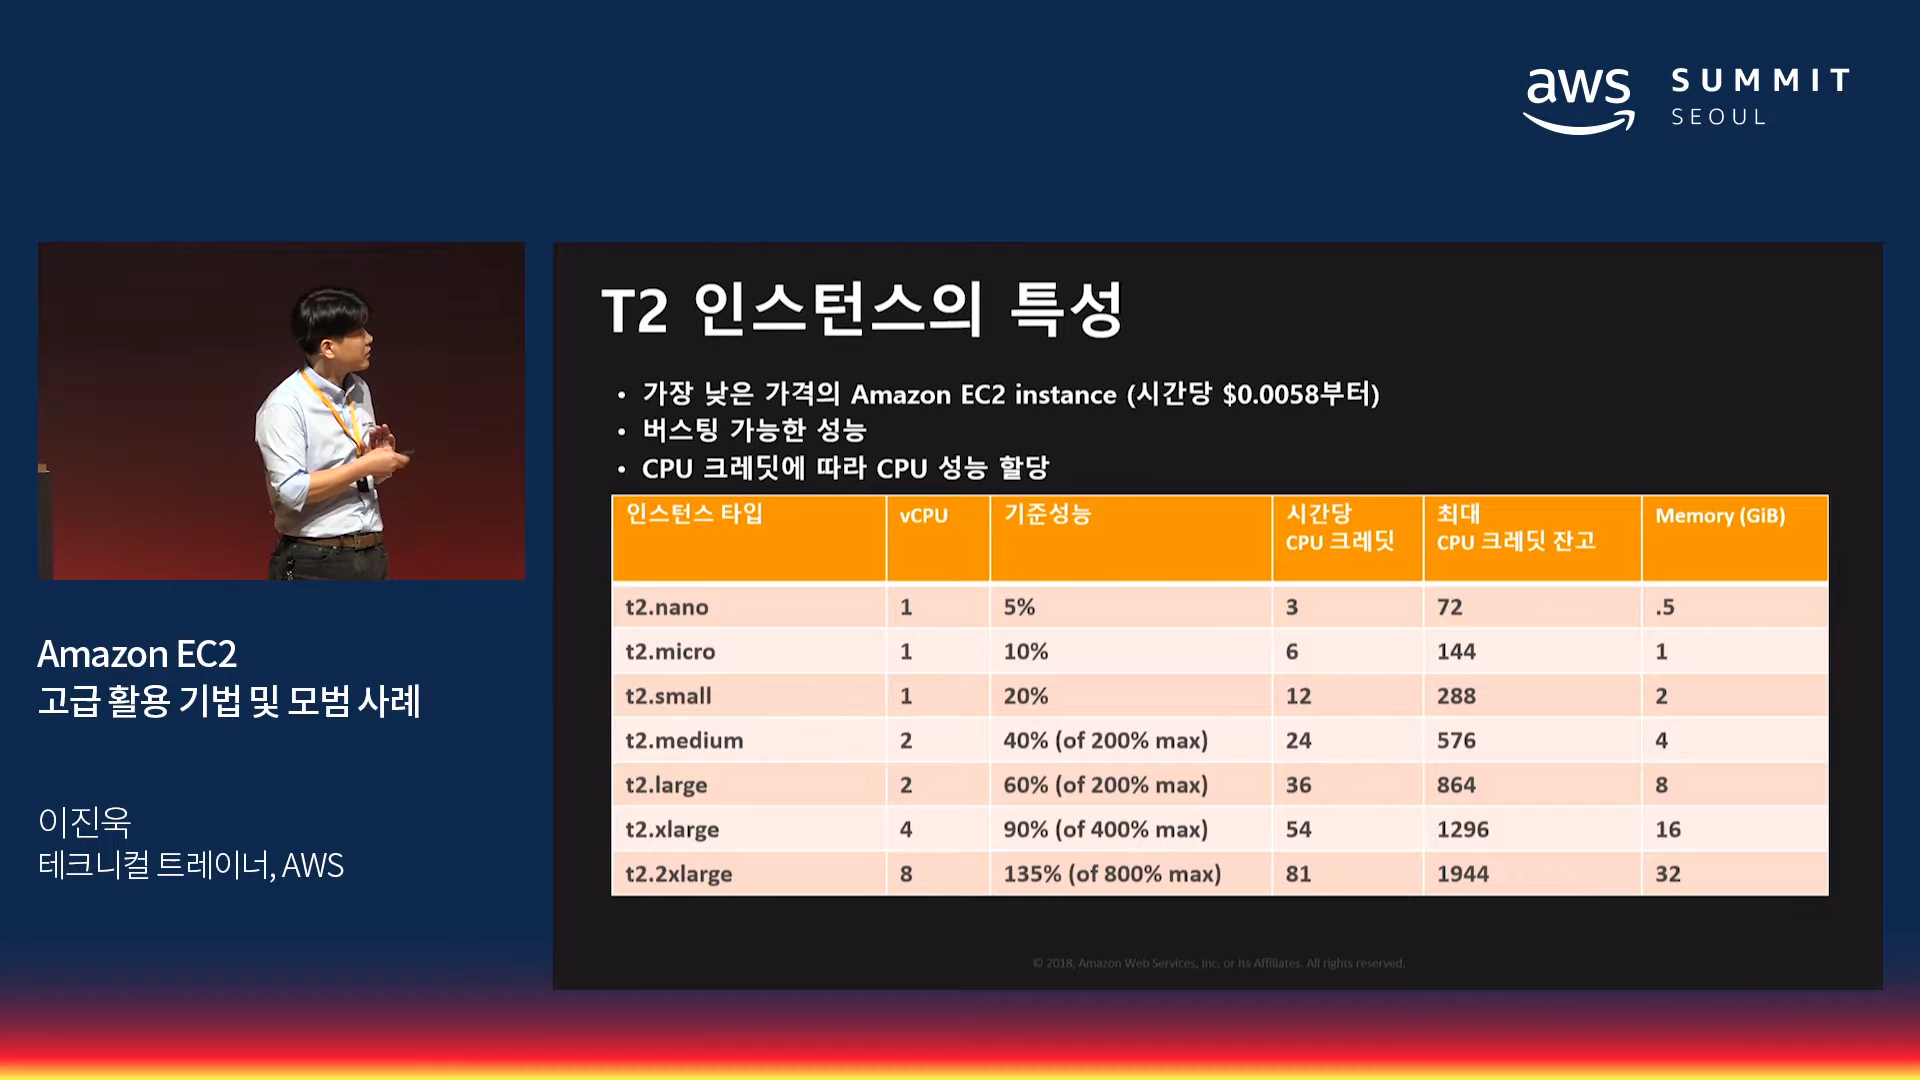 aws SUMMIT
SEOUL
T2 인스턴스의 특성
• 가장 낮은 가격의 Amazon EC2 instance (시간당 $0.0058부터)
• 버스팅 가능한 성능
• CPU 크레딧에 따라 CPU 성능 할당
인스턴스 타입 vCPU 기준성능 시간당 CPU 크레딧 최대 CPU 크레딧 잔고 Memory (GiB)
t2.nano 1 5% 3 72 .5
t2.micro 1 10% 6 144 1
t2.small 1 20% 12 288 2
t2.medium 2 40% (of 200% max) 24 576 4
t2.large 2 60% (of 200% max) 36 864 8
t2.xlarge 4 90% (of 400% max) 54 1296 16
t2.2xlarge 8 135% (of 800% max) 81 1944 32
© 2018, Amazon Web Services, Inc. or its Affiliates. All rights reserved.
Amazon EC2
고급 활용 기법 및 모범 사례
이진욱
테크니컬 트레이너, AWS